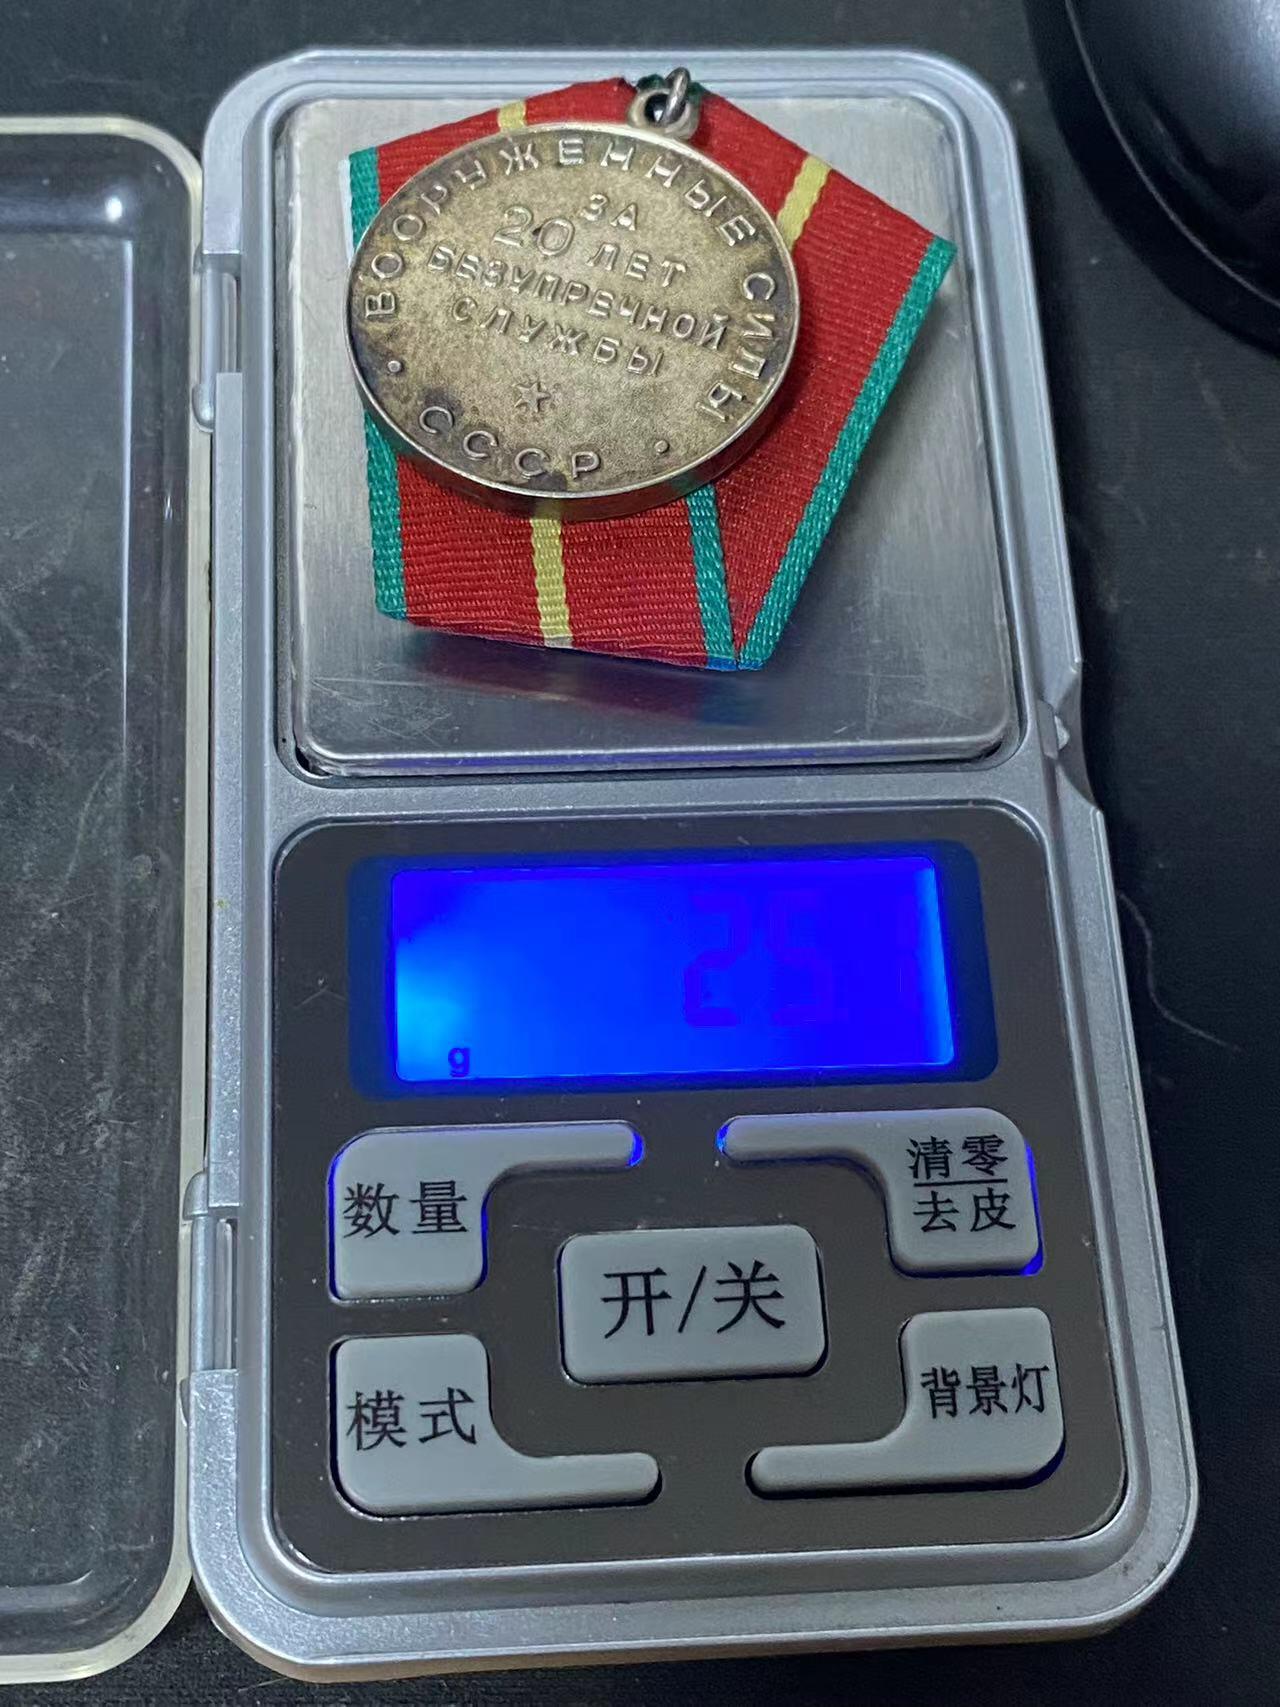 ВООРУЖЕННЫЕ СИЛЫ
ЗА
20 ЛЕТ
БЕЗУПРЕЧНОЙ
СЛУЖБЫ
СССР
25
g
数量
清零
去皮
开/关
模式
背景灯